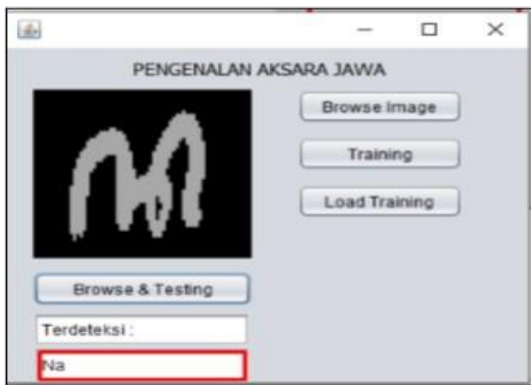 PENGENALAN AKSARA JAWA
Browse Image
Training
Load Training
Browse & Testing
Terdeteksi :
Na